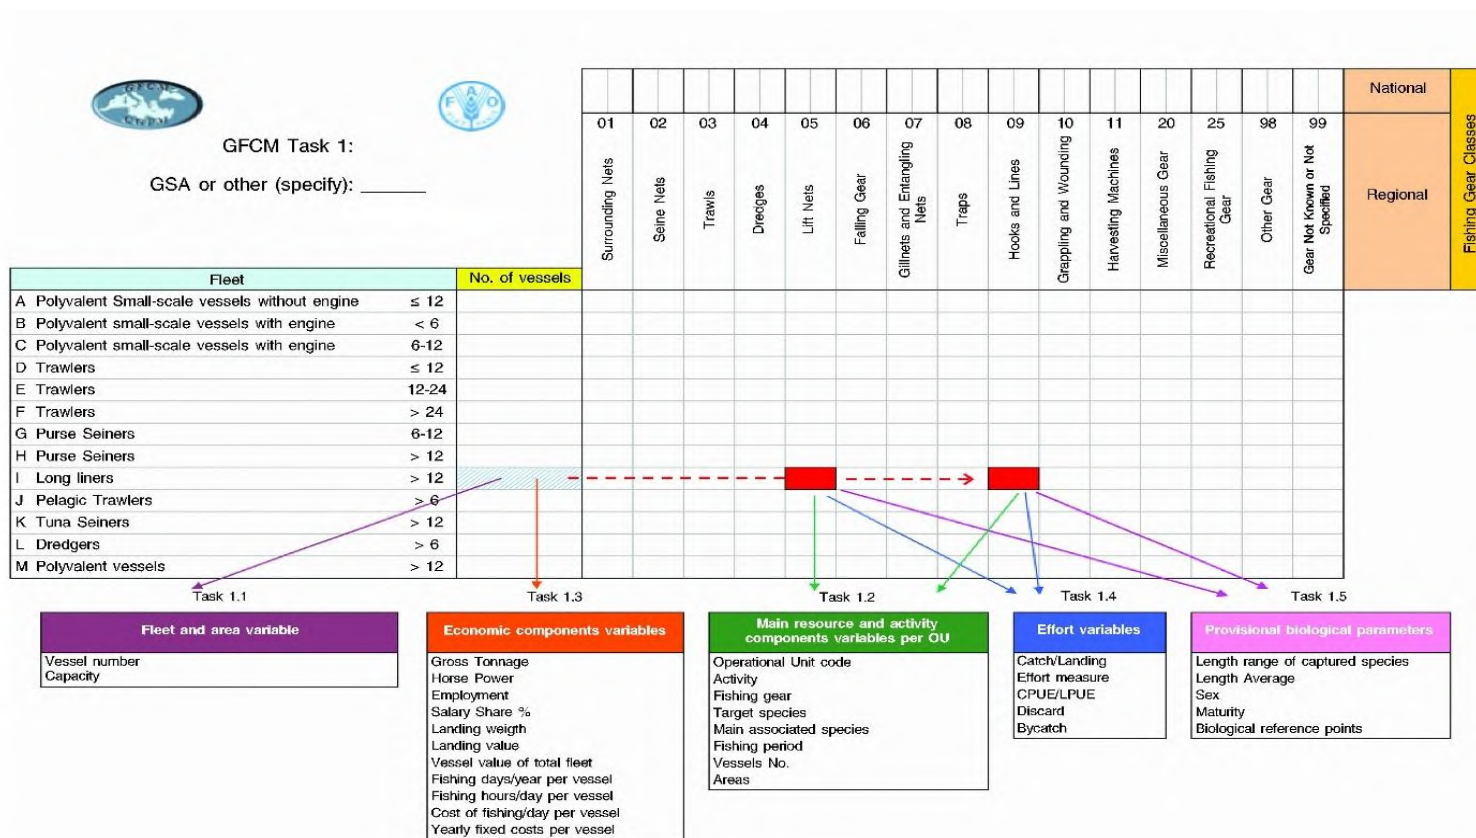 GFCM
CGPM
F A O
FIAT PANIS
GFCM Task 1:
GSA or other (specify): ______
National
Regional
Fishing Gear Classes
01 Surrounding Nets
02 Seine Nets
03 Trawls
04 Dredges
05 Lift Nets
06 Falling Gear
07 Gillnets and Entangling Nets
08 Traps
09 Hooks and Lines
10 Grappling and Wounding
11 Harvesting Machines
20 Miscellaneous Gear
25 Recreational Fishing Gear
98 Other Gear
99 Gear Not Known or Not Specified
Fleet No. of vessels
A Polyvalent Small-scale vessels without engine ≤ 12
B Polyvalent small-scale vessels with engine < 6
C Polyvalent small-scale vessels with engine 6-12
D Trawlers ≤ 12
E Trawlers 12-24
F Trawlers > 24
G Purse Seiners 6-12
H Purse Seiners > 12
I Long liners > 12
J Pelagic Trawlers > 6
K Tuna Seiners > 12
L Dredgers > 6
M Polyvalent vessels > 12
Task 1.1
Fleet and area variable
Vessel number
Capacity
Task 1.3
Economic components variables
Gross Tonnage
Horse Power
Employment
Salary Share %
Landing weigth
Landing value
Vessel value of total fleet
Fishing days/year per vessel
Fishing hours/day per vessel
Cost of fishing/day per vessel
Yearly fixed costs per vessel
Task 1.2
Main resource and activity
components variables per OU
Operational Unit code
Activity
Fishing gear
Target species
Main associated species
Fishing period
Vessels No.
Areas
Task 1.4
Effort variables
Catch/Landing
Effort measure
CPUE/LPUE
Discard
Bycatch
Task 1.5
Provisional biological parameters
Length range of captured species
Length Average
Sex
Maturity
Biological reference points